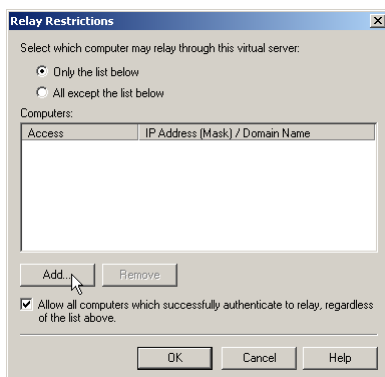 Relay Restrictions
Select which computer may relay through this virtual server:
Only the list below
All except the list below
Computers:
Access IP Address (Mask) / Domain Name
Add... Remove
Allow all computers which successfully authenticate to relay, regardless
of the list above.
OK Cancel Help